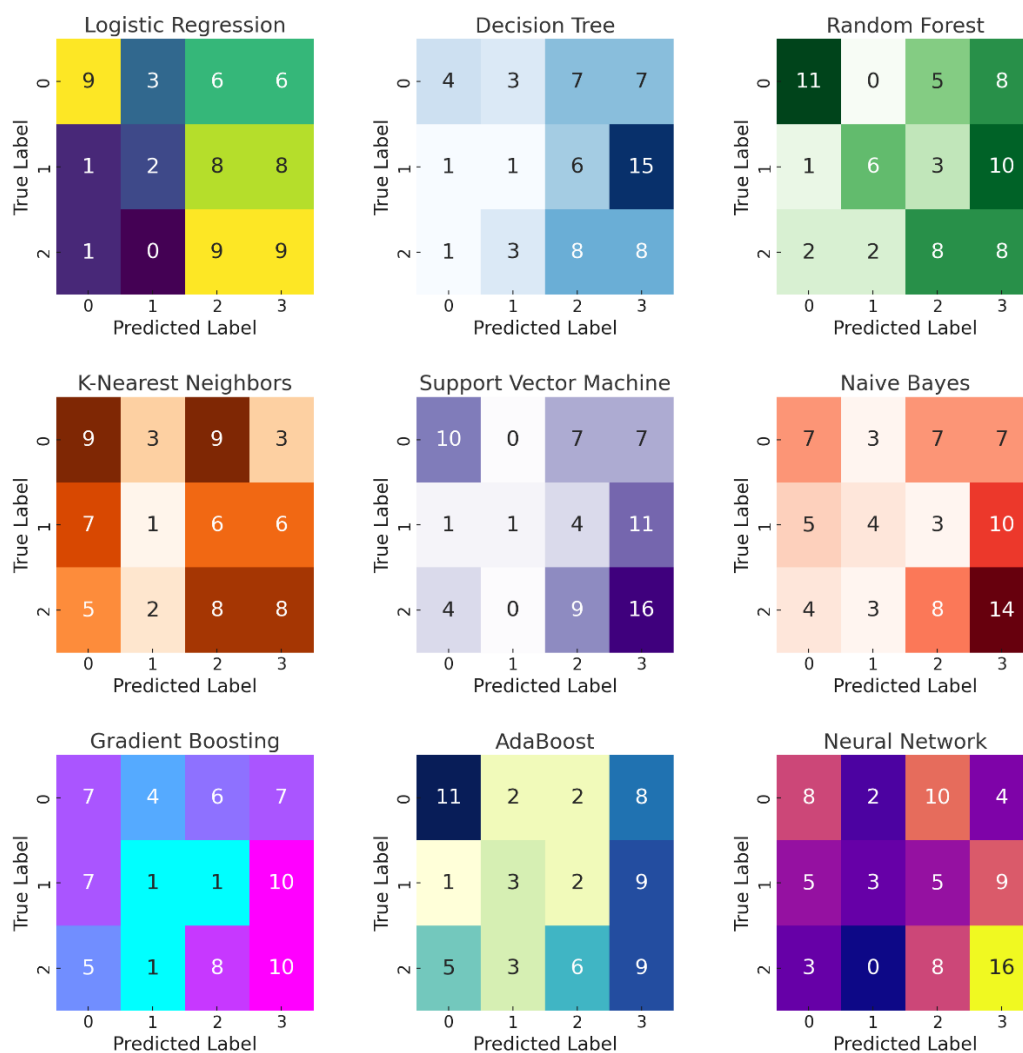 Logistic Regression Decision Tree Random Forest
0 9 3 6 6 0 4 3 7 7 0 11 0 5 8
True Label True Label True Label
1 1 2 8 8 1 1 1 6 15 1 1 6 3 10
2 1 0 9 9 2 1 3 8 8 2 2 2 8 8
0 1 2 3 0 1 2 3 0 1 2 3
Predicted Label Predicted Label Predicted Label
K-Nearest Neighbors Support Vector Machine Naive Bayes
0 9 3 9 3 0 10 0 7 7 0 7 3 7 7
True Label True Label True Label
1 7 1 6 6 1 1 1 4 11 1 5 4 3 10
2 5 2 8 8 2 4 0 9 16 2 4 3 8 14
0 1 2 3 0 1 2 3 0 1 2 3
Predicted Label Predicted Label Predicted Label
Gradient Boosting AdaBoost Neural Network
0 7 4 6 7 0 11 2 2 8 0 8 2 10 4
True Label True Label True Label
1 7 1 1 10 1 1 3 2 9 1 5 3 5 9
2 5 1 8 10 2 5 3 6 9 2 3 0 8 16
0 1 2 3 0 1 2 3 0 1 2 3
Predicted Label Predicted Label Predicted Label